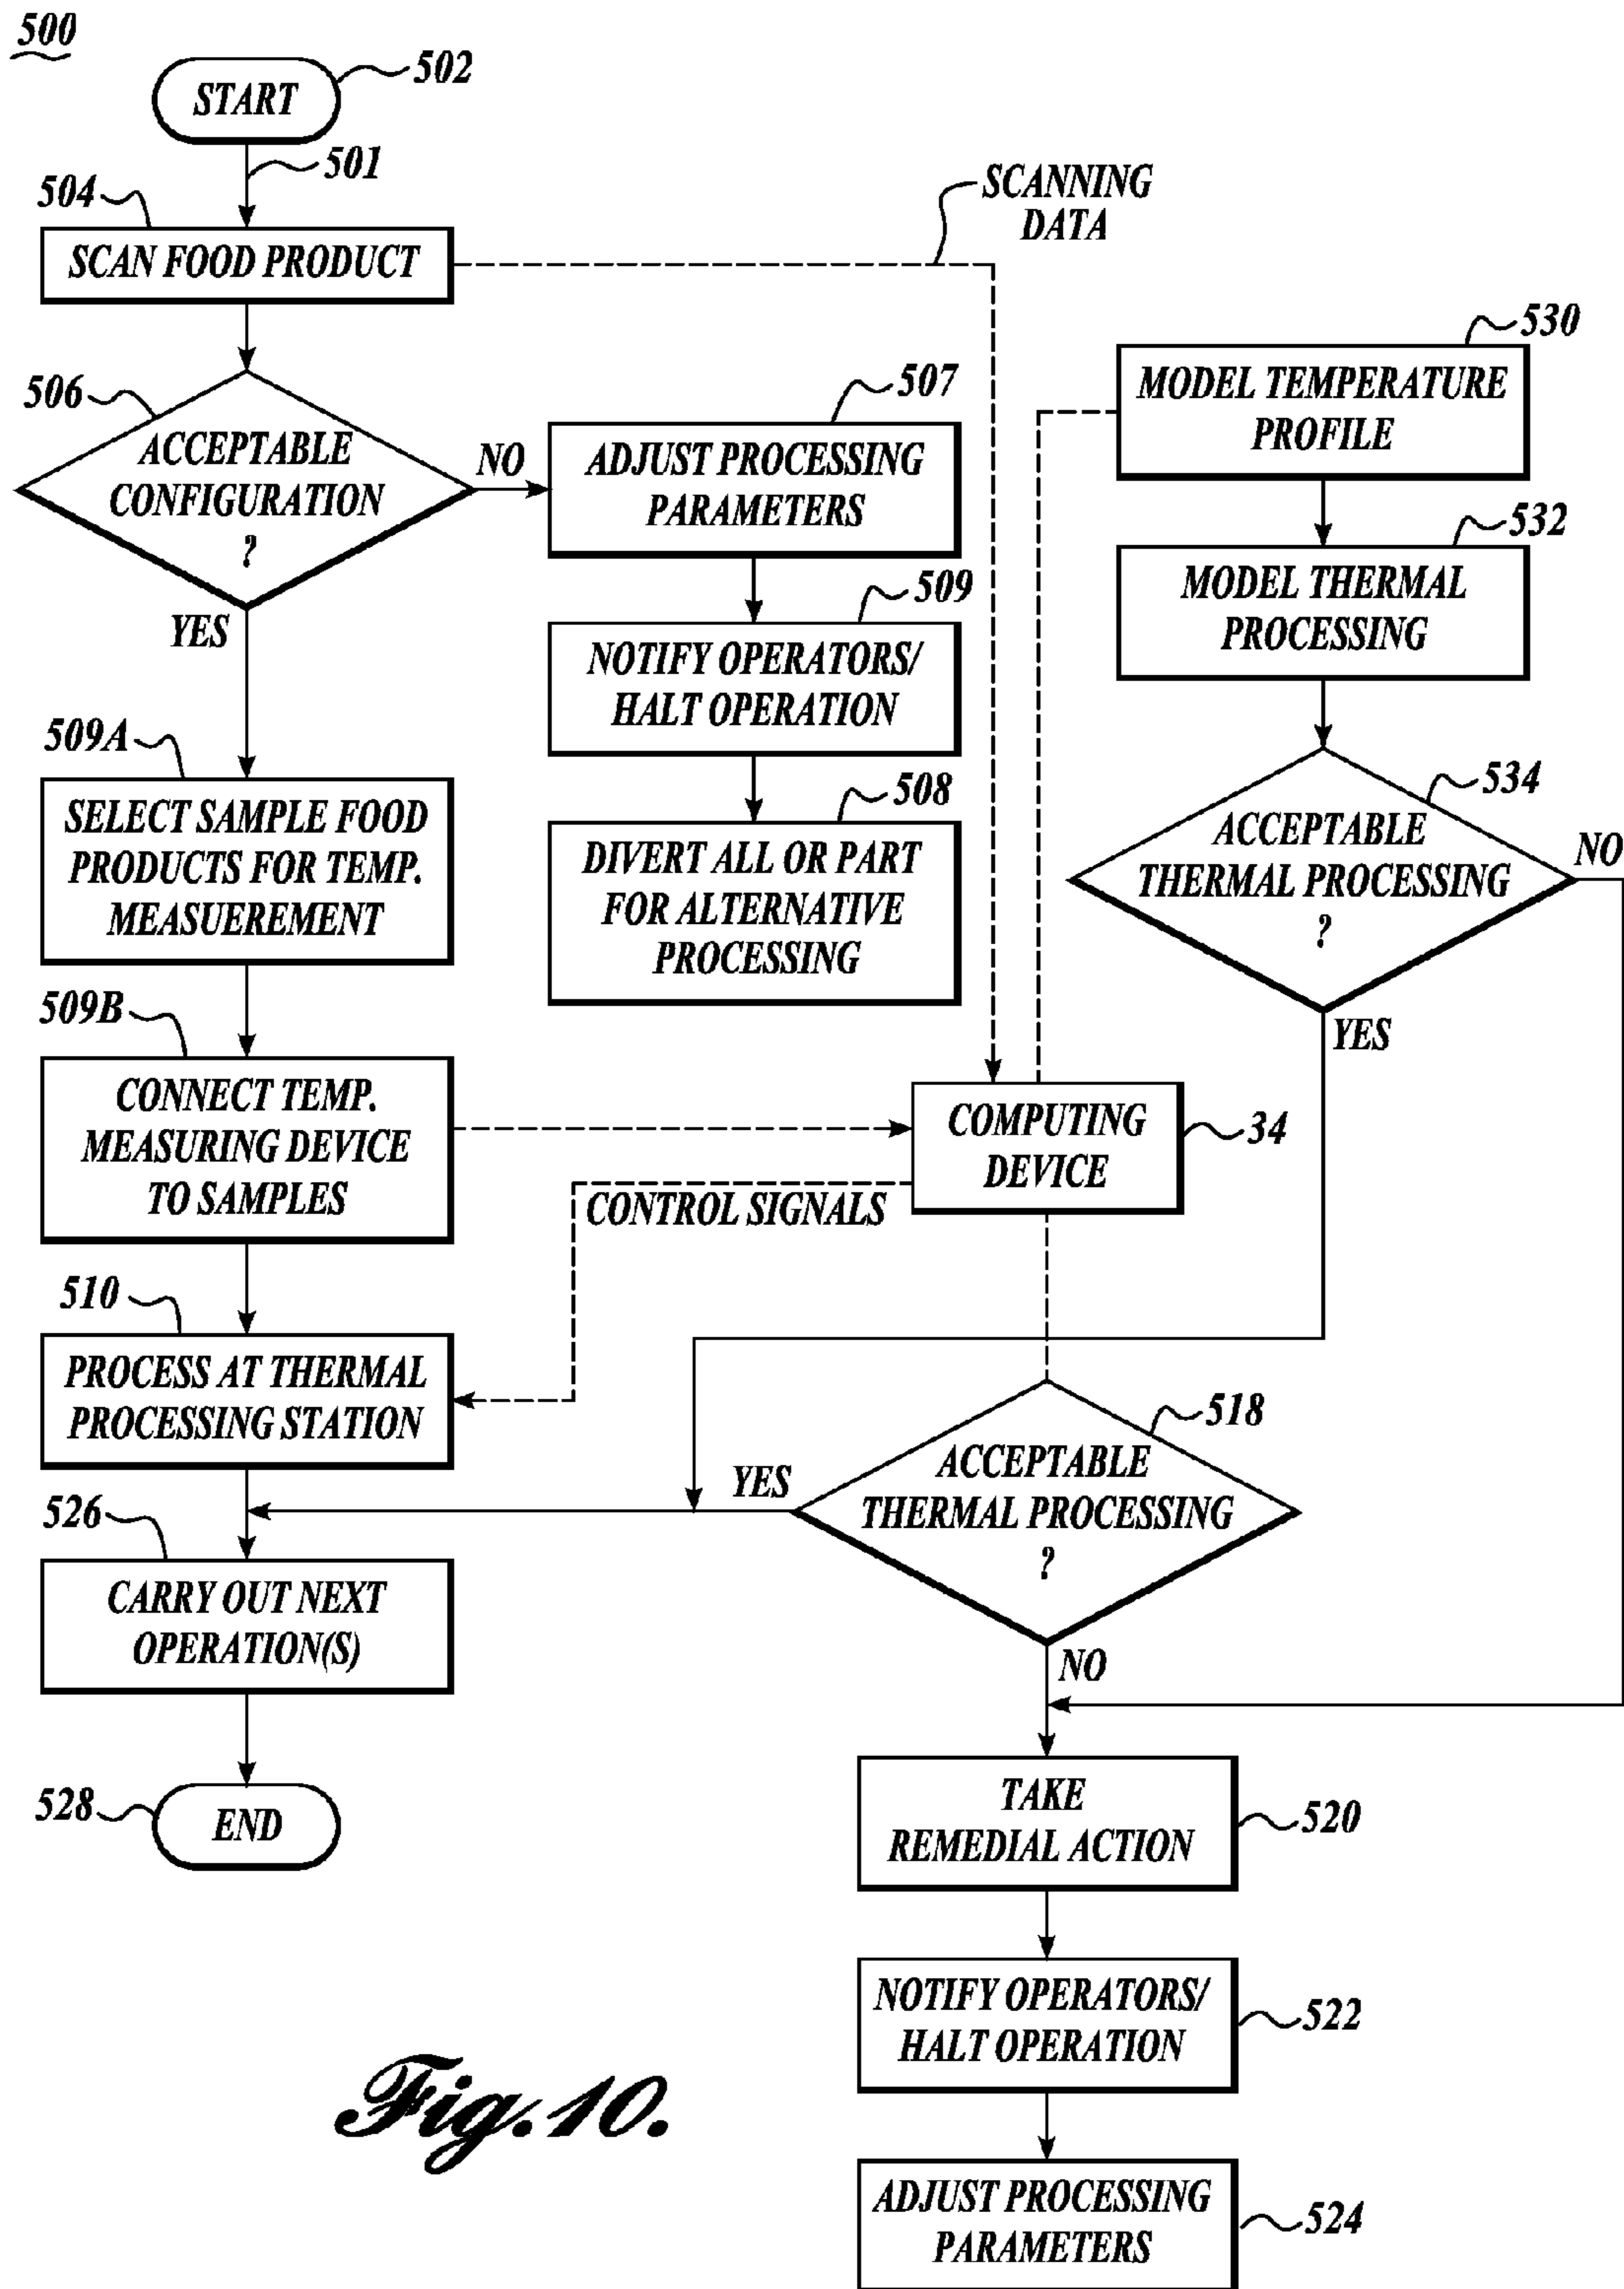 500
START
502
501
504
SCAN FOOD PRODUCT
SCANNING
DATA
506
ACCEPTABLE
CONFIGURATION
?
NO
YES
507
ADJUST PROCESSING
PARAMETERS
509
NOTIFY OPERATORS/
HALT OPERATION
508
DIVERT ALL OR PART
FOR ALTERNATIVE
PROCESSING
530
MODEL TEMPERATURE
PROFILE
532
MODEL THERMAL
PROCESSING
534
ACCEPTABLE
THERMAL PROCESSING
?
NO
YES
509A
SELECT SAMPLE FOOD
PRODUCTS FOR TEMP.
MEASUEREMENT
509B
CONNECT TEMP.
MEASURING DEVICE
TO SAMPLES
COMPUTING
DEVICE
34
CONTROL SIGNALS
510
PROCESS AT THERMAL
PROCESSING STATION
518
ACCEPTABLE
THERMAL PROCESSING
?
YES
NO
526
CARRY OUT NEXT
OPERATION(S)
528
END
TAKE
REMEDIAL ACTION
520
NOTIFY OPERATORS/
HALT OPERATION
522
ADJUST PROCESSING
PARAMETERS
524
Fig.10.